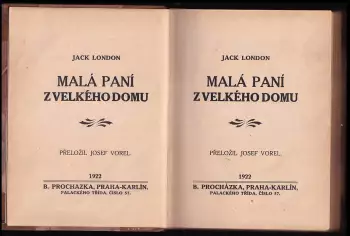 JACK LONDON
MALÁ PANÍ
Z VELKÉHO DOMU
PŘELOŽIL JOSEF VOREL.
1922
B. PROCHÁZKA, PRAHA-KARLÍN,
PALACKÉHO TŘÍDA, ČÍSLO 57.
JACK LONDON
MALÁ PANÍ
Z VELKÉHO DOMU
PŘELOŽIL JOSEF VOREL.
1922
B. PROCHÁZKA, PRAHA-KARLÍN,
PALACKÉHO TŘÍDA, ČÍSLO 57.